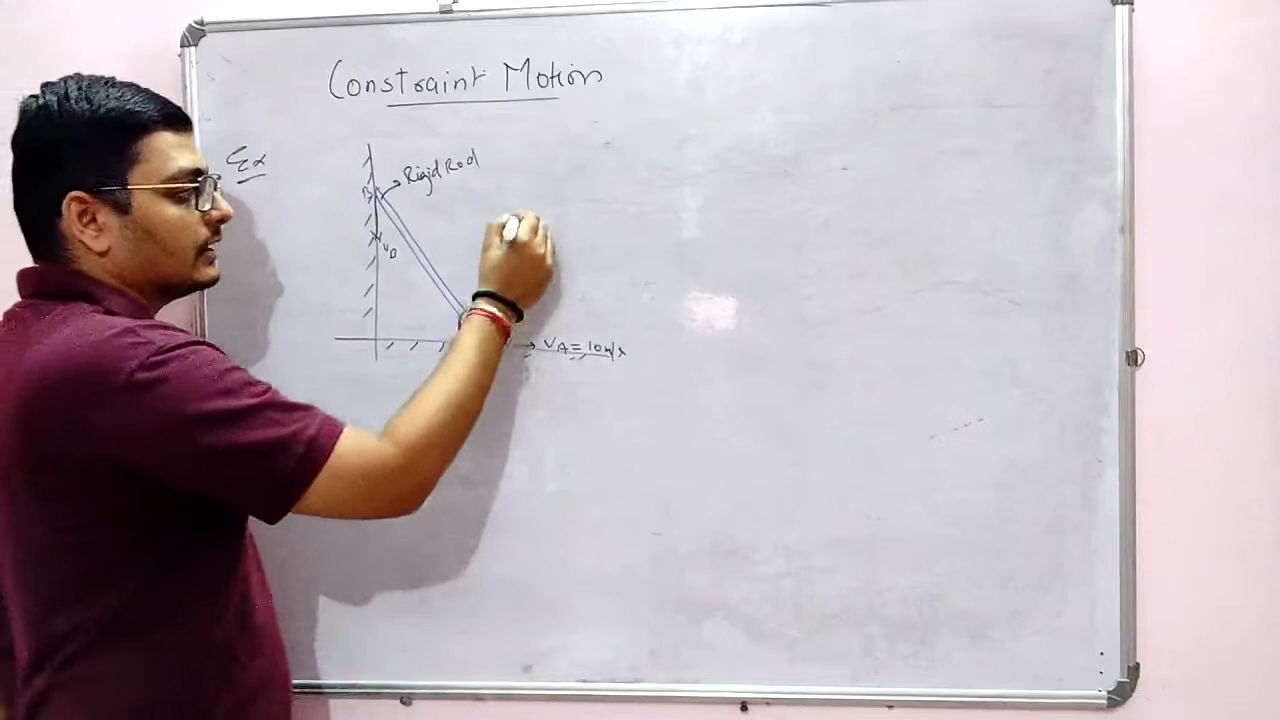 Constraint Motion
Ex
Rigid Rod
B
VB
VA = 10 m/s